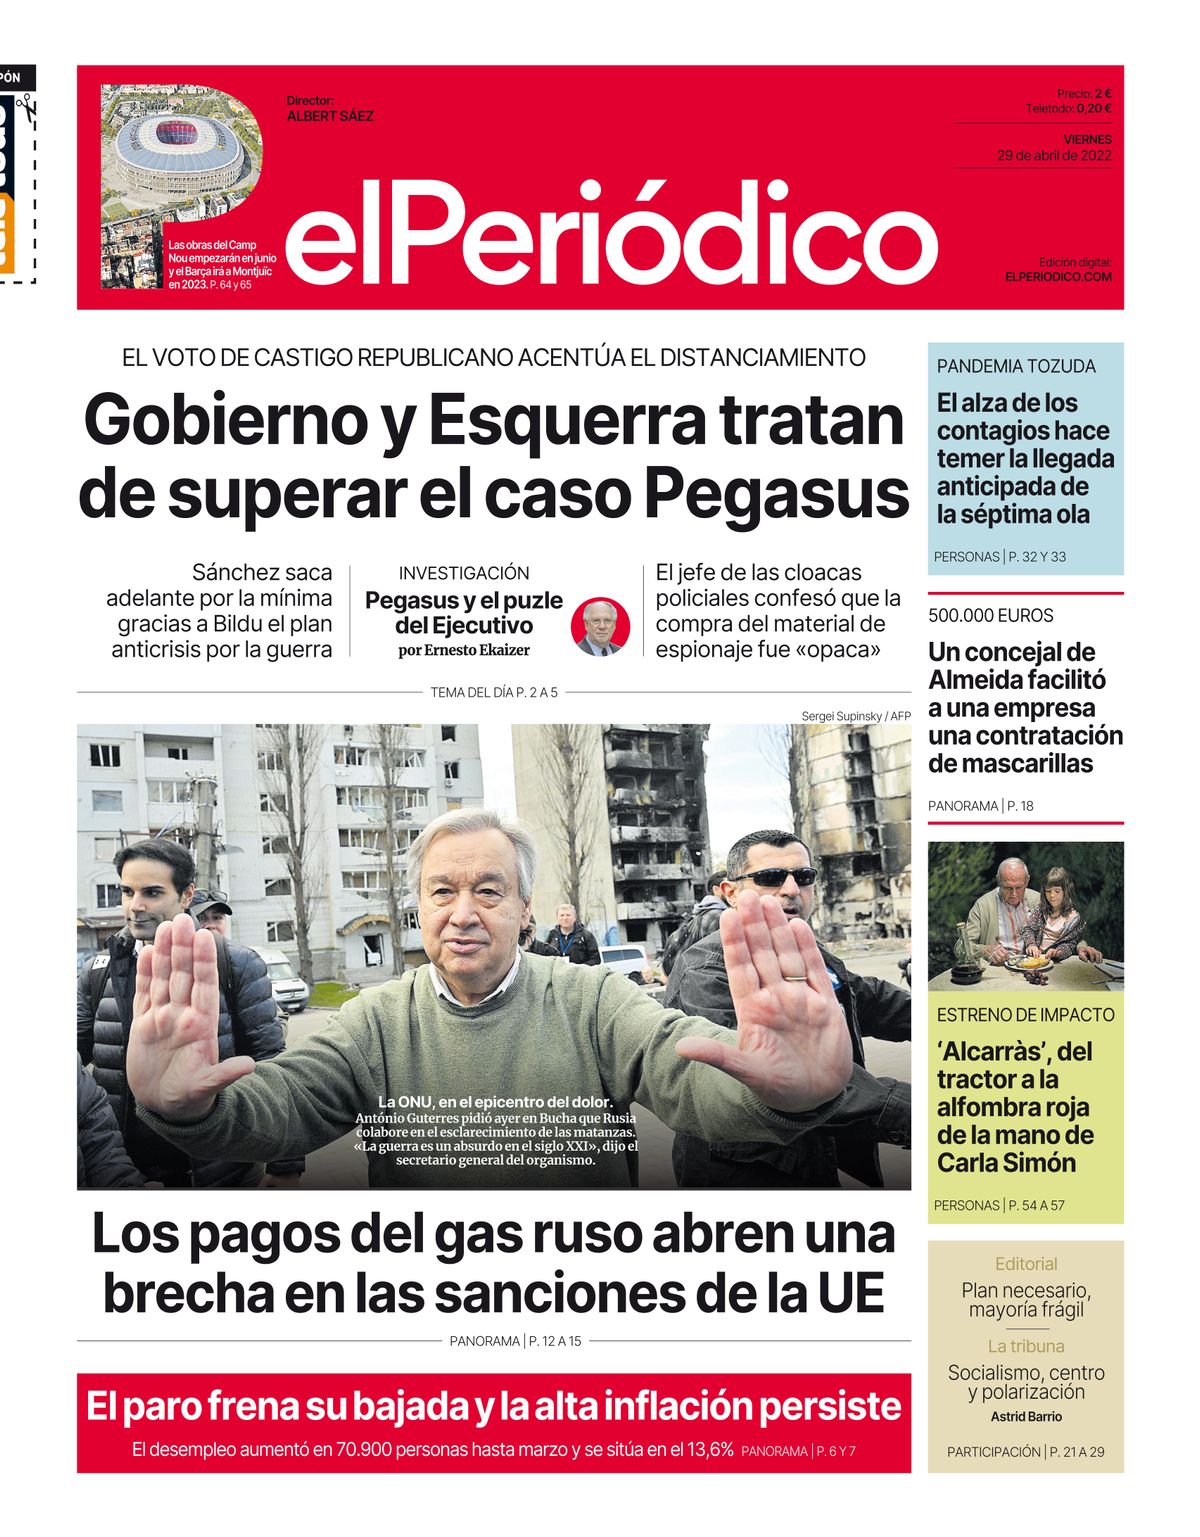 PÓN
Director:
ALBERT SÁEZ
Precio: 2 €
Teletodo: 0,20 €
VIERNES
29 de abril de 2022
elPeriódico
Las obras del Camp
Nou empezarán en junio
y el Barça irá a Montjuïc
en 2023. P. 64 y 65
Edición digital:
ELPERIODICO.COM
EL VOTO DE CASTIGO REPUBLICANO ACENTÚA EL DISTANCIAMIENTO
Gobierno y Esquerra tratan
de superar el caso Pegasus
Sánchez saca
adelante por la mínima
gracias a Bildu el plan
anticrisis por la guerra
INVESTIGACIÓN
Pegasus y el puzle
del Ejecutivo
por Ernesto Ekaizer
El jefe de las cloacas
policiales confesó que la
compra del material de
espionaje fue «opaca»
TEMA DEL DÍA P. 2 A 5
Sergei Supinsky / AFP
La ONU, en el epicentro del dolor.
António Guterres pidió ayer en Bucha que Rusia
colabore en el esclarecimiento de las matanzas.
«La guerra es un absurdo en el siglo XXI», dijo el
secretario general del organismo.
Los pagos del gas ruso abren una
brecha en las sanciones de la UE
PANORAMA | P. 12 A 15
El paro frena su bajada y la alta inflación persiste
El desempleo aumentó en 70.900 personas hasta marzo y se sitúa en el 13,6% PANORAMA | P. 6 Y 7
PANDEMIA TOZUDA
El alza de los
contagios hace
temer la llegada
anticipada de
la séptima ola
PERSONAS | P. 32 Y 33
500.000 EUROS
Un concejal de
Almeida facilitó
a una empresa
una contratación
de mascarillas
PANORAMA | P. 18
ESTRENO DE IMPACTO
‘Alcarràs’, del
tractor a la
alfombra roja
de la mano de
Carla Simón
PERSONAS | P. 54 A 57
Editorial
Plan necesario,
mayoría frágil
La tribuna
Socialismo, centro
y polarización
Astrid Barrio
PARTICIPACIÓN | P. 21 A 29